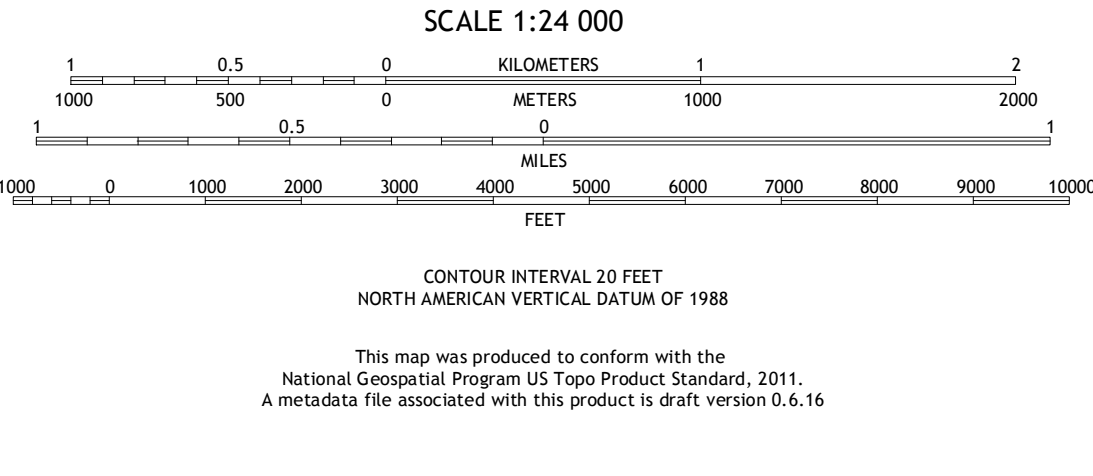 SCALE 1:24 000
1 0.5 0 KILOMETERS 1 2
1000 500 0 METERS 1000 2000
1 0.5 0 1
MILES
1000 0 1000 2000 3000 4000 5000 6000 7000 8000 9000 10000
FEET
CONTOUR INTERVAL 20 FEET
NORTH AMERICAN VERTICAL DATUM OF 1988
This map was produced to conform with the
National Geospatial Program US Topo Product Standard, 2011.
A metadata file associated with this product is draft version 0.6.16